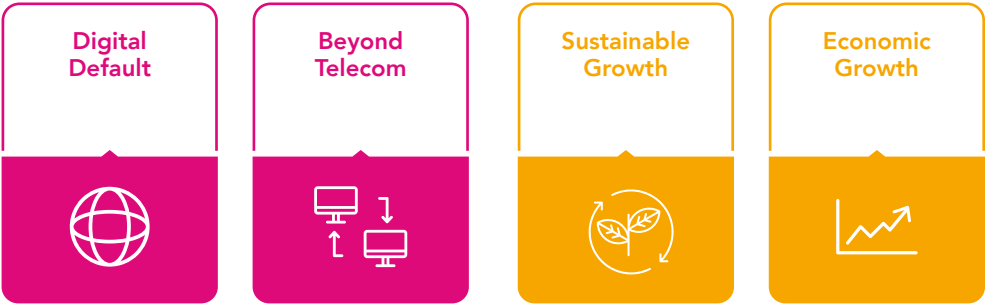 Digital
Default
Beyond
Telecom
Sustainable
Growth
Economic
Growth